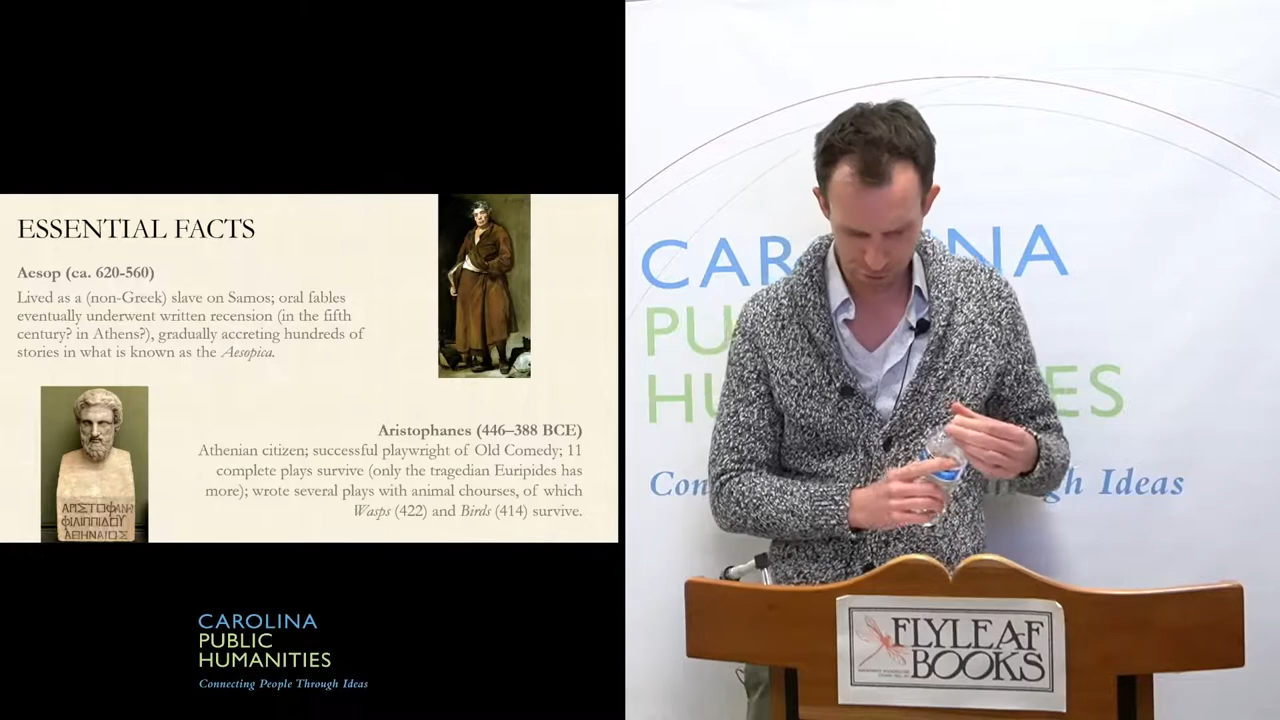 ESSENTIAL FACTS
Aesop (ca. 620-560)
Lived as a (non-Greek) slave on Samos; oral fables
eventually underwent written recension (in the fifth
century? in Athens?), gradually accreting hundreds of
stories in what is known as the Aesopica.
ΑΡΙΣΤΟΦΑΝΗ
ΦΙΛΙΠΠΙΔΟΥ
ΑΘΗΝΑΙΟΣ
Aristophanes (446–388 BCE)
Athenian citizen; successful playwright of Old Comedy; 11
complete plays survive (only the tragedian Euripides has
more); wrote several plays with animal chourses, of which
Wasps (422) and Birds (414) survive.
CAROLINA
PUBLIC
HUMANITIES
Connecting People Through Ideas
CAR NA
PU
HU ES
Con ugh Ideas
FLYLEAF
BOOKS